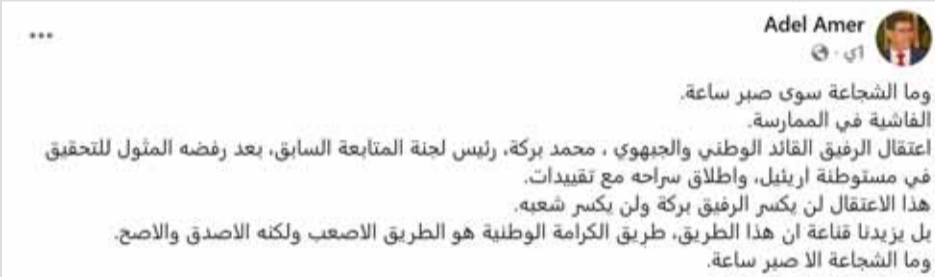 Adel Amer
1ي ·
وما الشجاعة سوى صبر ساعة.
الفاشية في الممارسة.
اعتقال الرفيق القائد الوطني والجبهوي ، محمد بركة، رئيس لجنة المتابعة السابق، بعد رفضه المثول للتحقيق
في مستوطنة اريئيل، واطلاق سراحه مع تقييدات.
هذا الاعتقال لن يكسر الرفيق بركة ولن يكسر شعبه.
بل يزيدنا قناعة ان هذا الطريق، طريق الكرامة الوطنية هو الطريق الاصعب ولكنه الاصدق والاصح.
وما الشجاعة الا صبر ساعة.